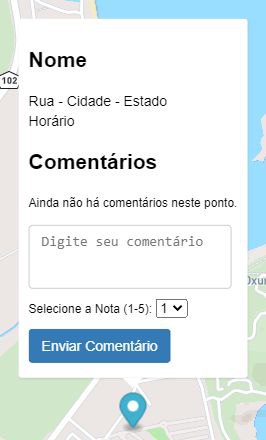 Nome
102
Rua - Cidade - Estado
Horário
Comentários
Ainda não há comentários neste ponto.
Digite seu comentário
Oxum
Selecione a Nota (1-5): 1
Enviar Comentário